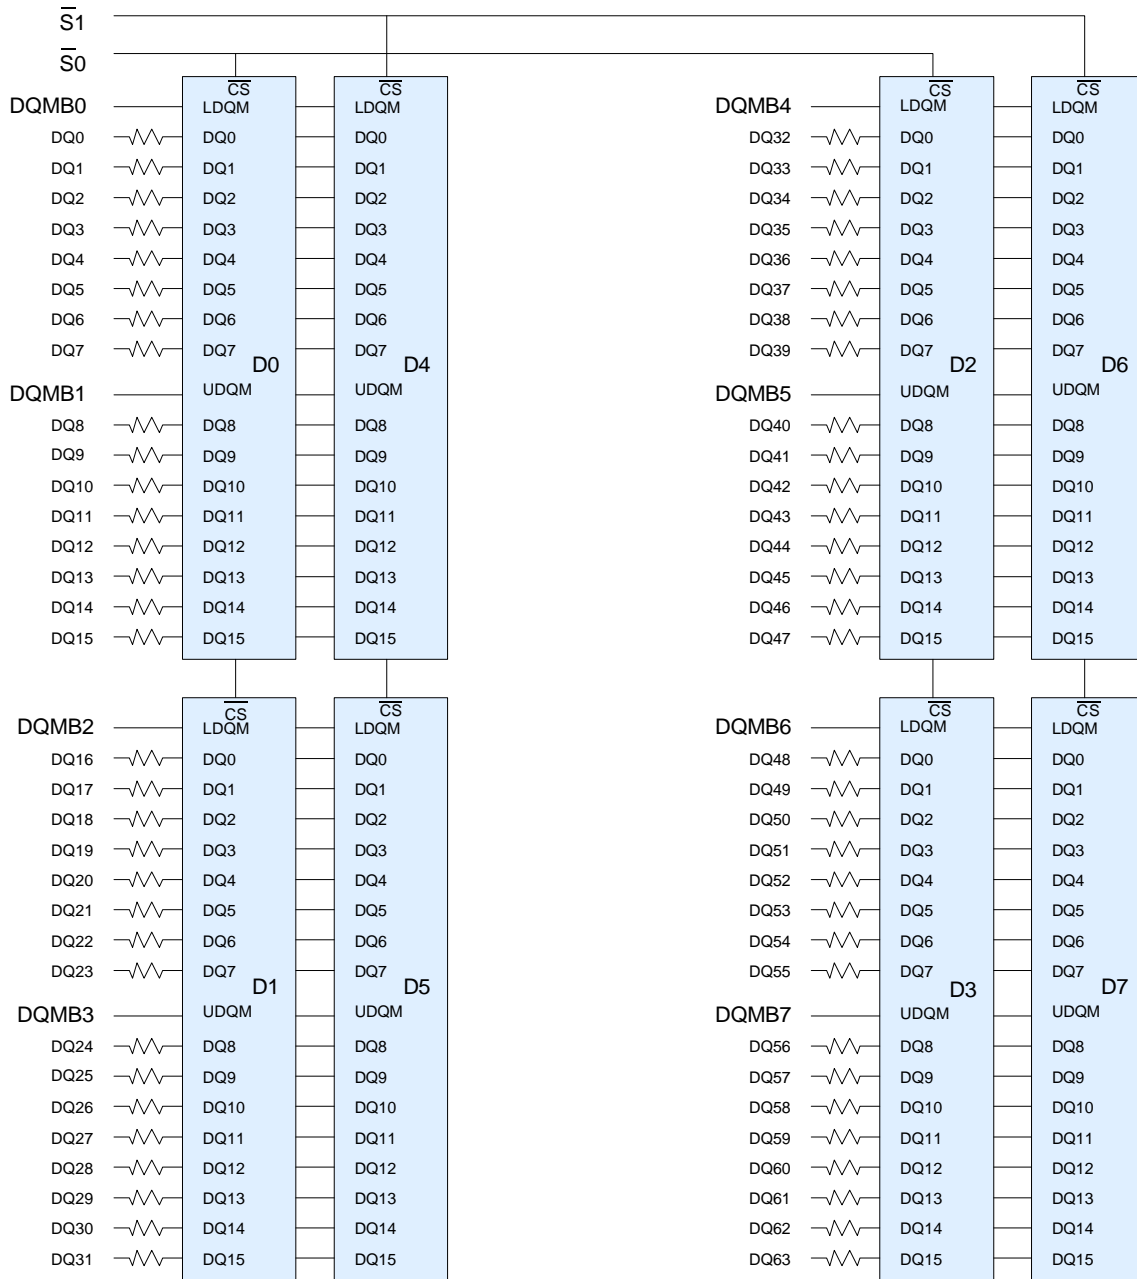 S1
S0
CS CS CS CS
DQMB0 LDQM LDQM DQMB4 LDQM LDQM
DQ0 DQ0 DQ0 DQ32 DQ0 DQ0
DQ1 DQ1 DQ1 DQ33 DQ1 DQ1
DQ2 DQ2 DQ2 DQ34 DQ2 DQ2
DQ3 DQ3 DQ3 DQ35 DQ3 DQ3
DQ4 DQ4 DQ4 DQ36 DQ4 DQ4
DQ5 DQ5 DQ5 DQ37 DQ5 DQ5
DQ6 DQ6 DQ6 DQ38 DQ6 DQ6
DQ7 DQ7 DQ7 DQ39 DQ7 DQ7
D0 D4 D2 D6
DQMB1 UDQM UDQM DQMB5 UDQM UDQM
DQ8 DQ8 DQ8 DQ40 DQ8 DQ8
DQ9 DQ9 DQ9 DQ41 DQ9 DQ9
DQ10 DQ10 DQ10 DQ42 DQ10 DQ10
DQ11 DQ11 DQ11 DQ43 DQ11 DQ11
DQ12 DQ12 DQ12 DQ44 DQ12 DQ12
DQ13 DQ13 DQ13 DQ45 DQ13 DQ13
DQ14 DQ14 DQ14 DQ46 DQ14 DQ14
DQ15 DQ15 DQ15 DQ47 DQ15 DQ15
CS CS CS CS
DQMB2 LDQM LDQM DQMB6 LDQM LDQM
DQ16 DQ0 DQ0 DQ48 DQ0 DQ0
DQ17 DQ1 DQ1 DQ49 DQ1 DQ1
DQ18 DQ2 DQ2 DQ50 DQ2 DQ2
DQ19 DQ3 DQ3 DQ51 DQ3 DQ3
DQ20 DQ4 DQ4 DQ52 DQ4 DQ4
DQ21 DQ5 DQ5 DQ53 DQ5 DQ5
DQ22 DQ6 DQ6 DQ54 DQ6 DQ6
DQ23 DQ7 DQ7 DQ55 DQ7 DQ7
D1 D5 D3 D7
DQMB3 UDQM UDQM DQMB7 UDQM UDQM
DQ24 DQ8 DQ8 DQ56 DQ8 DQ8
DQ25 DQ9 DQ9 DQ57 DQ9 DQ9
DQ26 DQ10 DQ10 DQ58 DQ10 DQ10
DQ27 DQ11 DQ11 DQ59 DQ11 DQ11
DQ28 DQ12 DQ12 DQ60 DQ12 DQ12
DQ29 DQ13 DQ13 DQ61 DQ13 DQ13
DQ30 DQ14 DQ14 DQ62 DQ14 DQ14
DQ31 DQ15 DQ15 DQ63 DQ15 DQ15